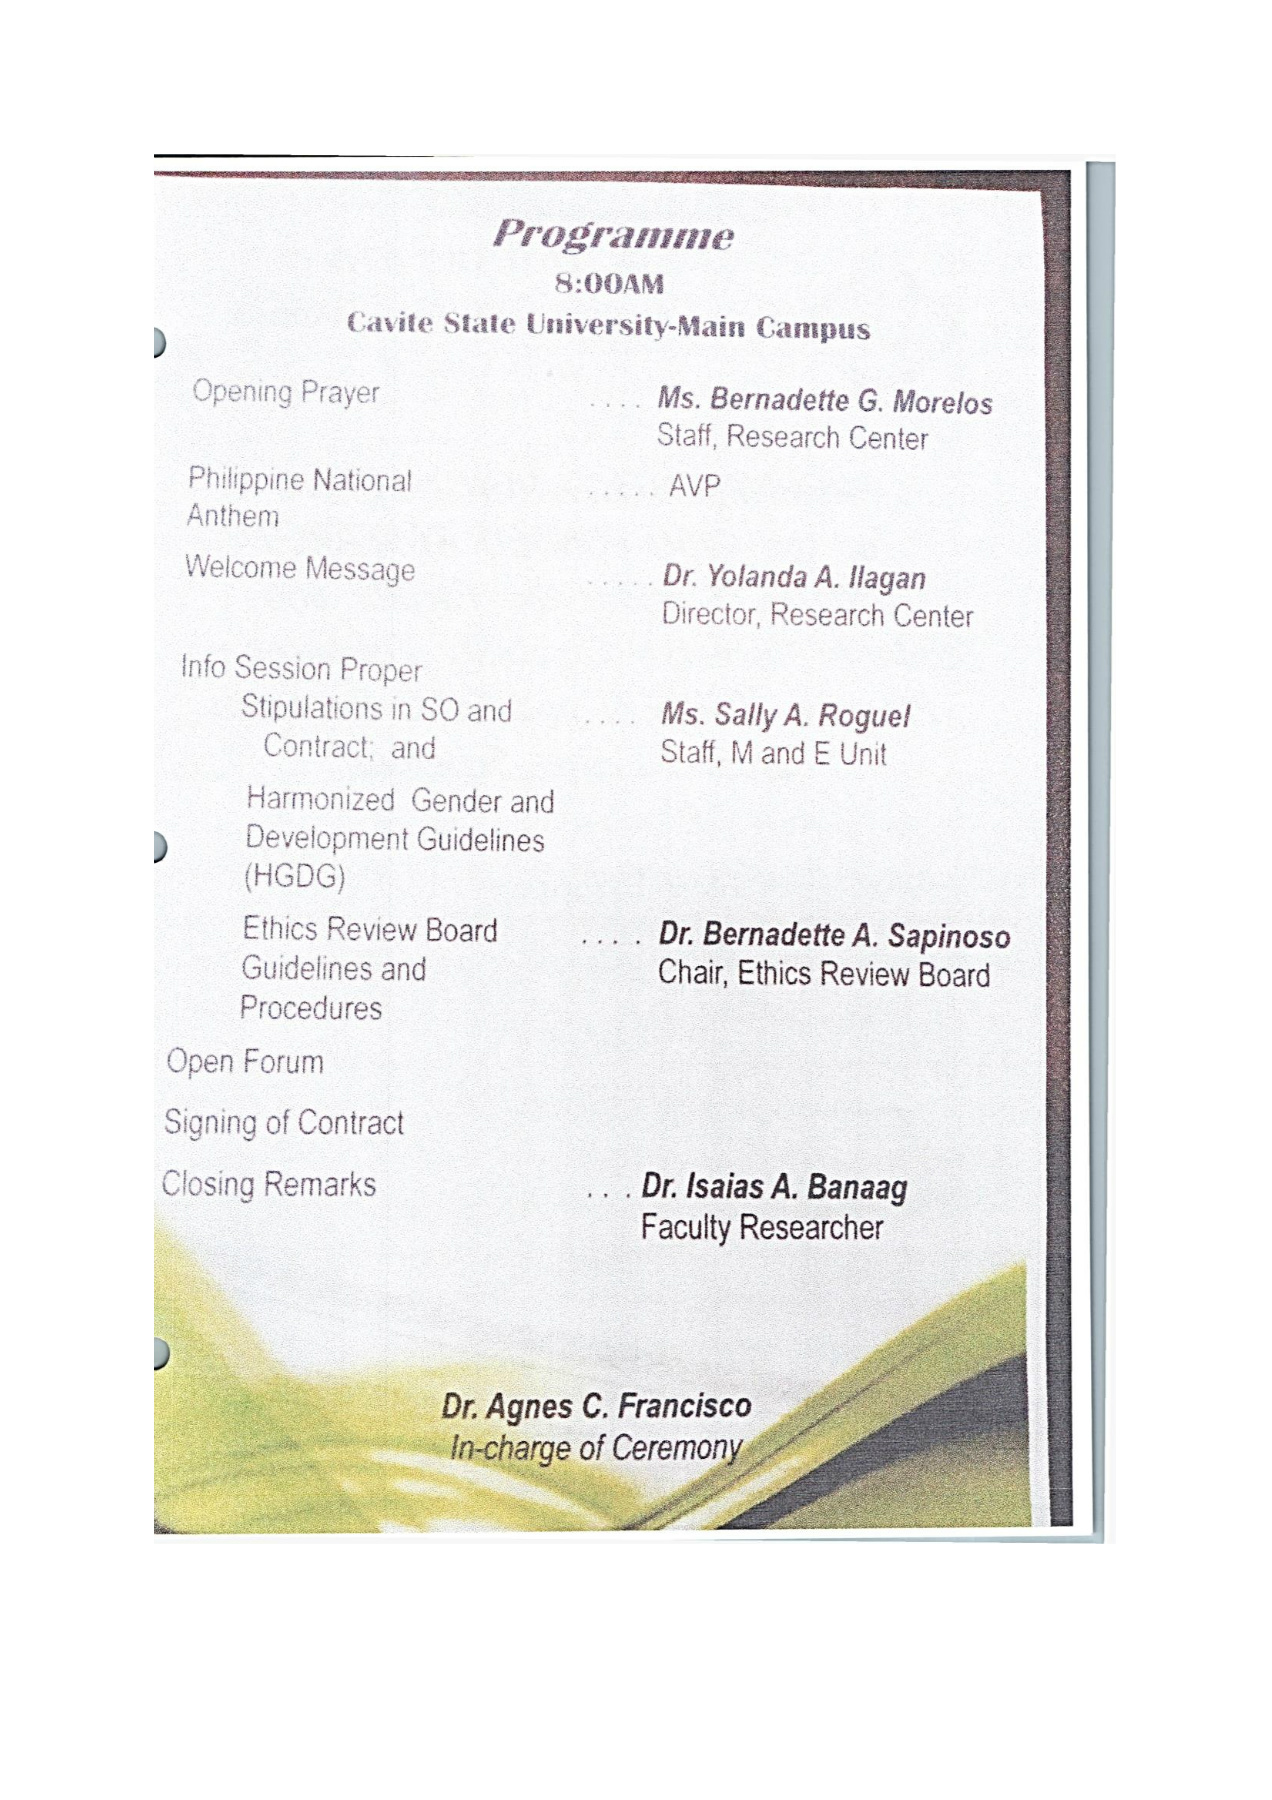 Programme
8:00AM
Cavite State University-Main Campus
Opening Prayer .... Ms. Bernadette G. Morelos
Staff, Research Center
Philippine National ..... AVP
Anthem
Welcome Message ..... Dr. Yolanda A. Ilagan
Director, Research Center
Info Session Proper
Stipulations in SO and .... Ms. Sally A. Roguel
Contract; and Staff, M and E Unit
Harmonized Gender and
Development Guidelines
(HGDG)
Ethics Review Board .... Dr. Bernadette A. Sapinoso
Guidelines and Chair, Ethics Review Board
Procedures
Open Forum
Signing of Contract
Closing Remarks ... Dr. Isaias A. Banaag
Faculty Researcher
Dr. Agnes C. Francisco
In-charge of Ceremony